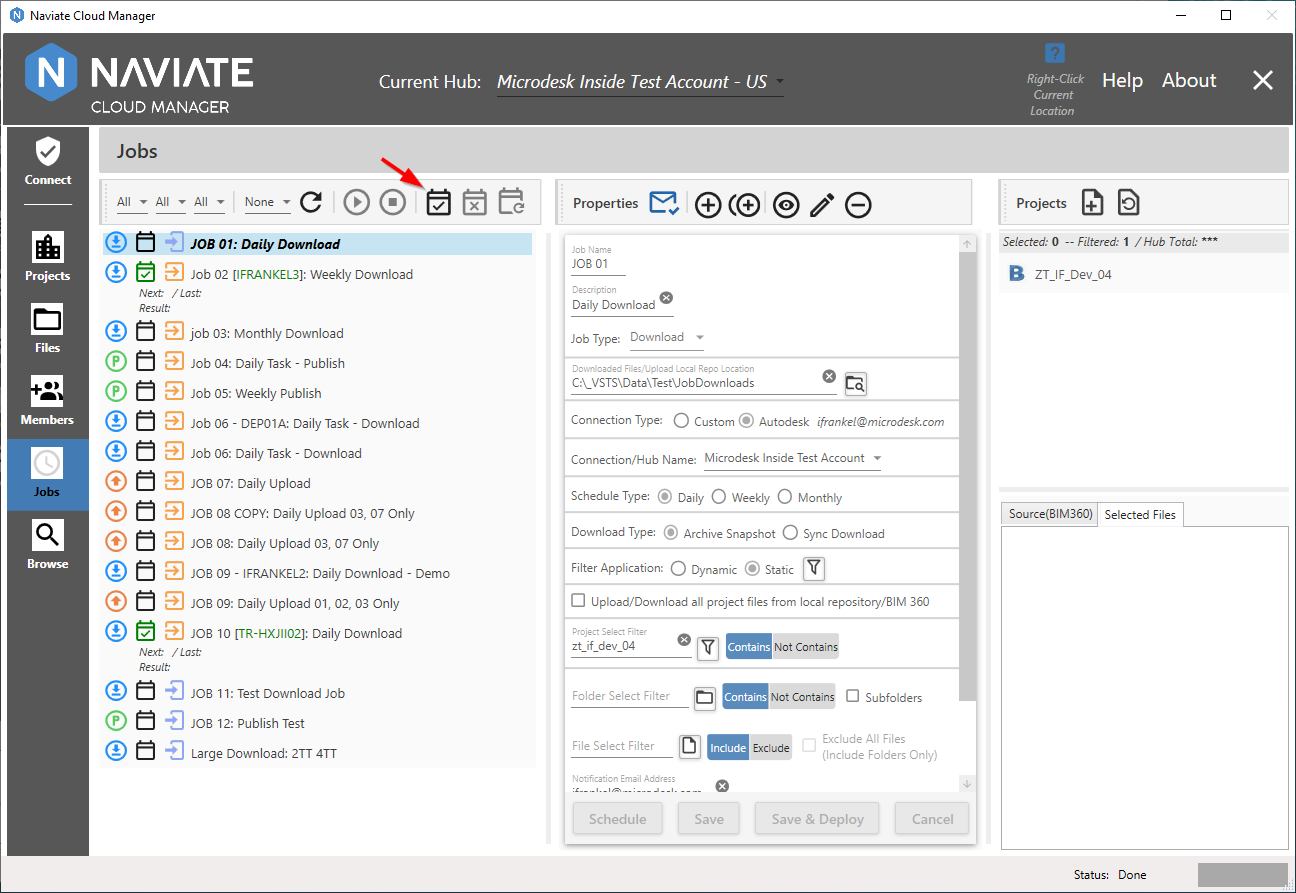 Naviate Cloud Manager
NAVIATE
CLOUD MANAGER
Current Hub: Microdesk Inside Test Account - US
?
Right-Click
Current
Location
Help About
Connect
Projects
Files
Members
Jobs
Browse
Jobs
All All All None
JOB 01: Daily Download
Job 02 [IFRANKEL3]: Weekly Download
Next: / Last:
Result:
job 03: Monthly Download
P Job 04: Daily Task - Publish
P Job 05: Weekly Publish
Job 06 - DEP01A: Daily Task - Download
Job 06: Daily Task - Download
JOB 07: Daily Upload
JOB 08 COPY: Daily Upload 03, 07 Only
JOB 08: Daily Upload 03, 07 Only
JOB 09 - IFRANKEL2: Daily Download - Demo
JOB 09: Daily Upload 01, 02, 03 Only
JOB 10 [TR-HXJII02]: Daily Download
Next: / Last:
Result:
JOB 11: Test Download Job
P JOB 12: Publish Test
Large Download: 2TT 4TT
Properties
Job Name
JOB 01
Description
Daily Download
Job Type: Download
Downloaded Files/Upload Local Repo Location
C:\_VSTS\Data\Test\JobDownloads
Connection Type: Custom Autodesk ifrankel@microdesk.com
Connection/Hub Name: Microdesk Inside Test Account
Schedule Type: Daily Weekly Monthly
Download Type: Archive Snapshot Sync Download
Filter Application: Dynamic Static
Upload/Download all project files from local repository/BIM 360
Project Select Filter
zt_if_dev_04 Contains Not Contains
Folder Select Filter Contains Not Contains Subfolders
File Select Filter Include Exclude Exclude All Files
(Include Folders Only)
Notification Email Address
ifrankel@microdesk.com
Schedule Save Save & Deploy Cancel
Projects
Selected: 0 -- Filtered: 1 / Hub Total: ***
B ZT_IF_Dev_04
Source(BIM360) Selected Files
Status: Done